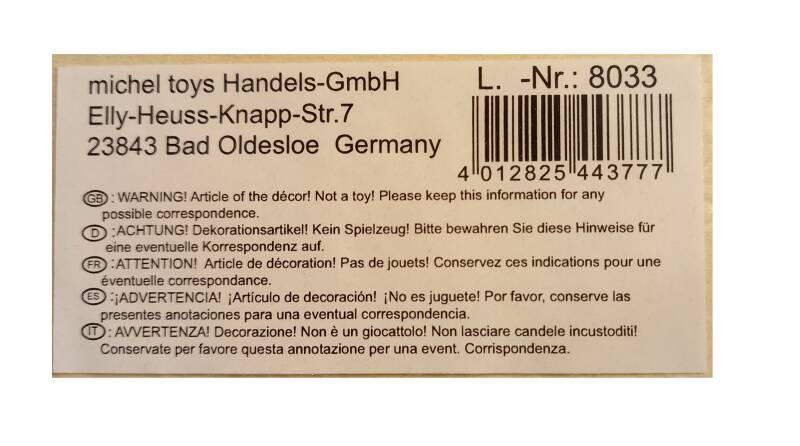 michel toys Handels-GmbH
Elly-Heuss-Knapp-Str.7
23843 Bad Oldesloe Germany
L. -Nr.: 8033
4 012825 443777
GB : WARNING! Article of the décor! Not a toy! Please keep this information for any
possible correspondence.
D :ACHTUNG! Dekorationsartikel! Kein Spielzeug! Bitte bewahren Sie diese Hinweise für
eine eventuelle Korrespondenz auf.
FR :ATTENTION! Article de décoration! Pas de jouets! Conservez ces indications pour une
éventuelle correspondance.
ES :¡ADVERTENCIA! ¡Artículo de decoración! ¡No es juguete! Por favor, conserve las
presentes anotaciones para una eventual correspondencia.
IT : AVVERTENZA! Decorazione! Non è un giocattolo! Non lasciare candele incustoditi!
Conservate per favore questa annotazione per una event. Corrispondenza.